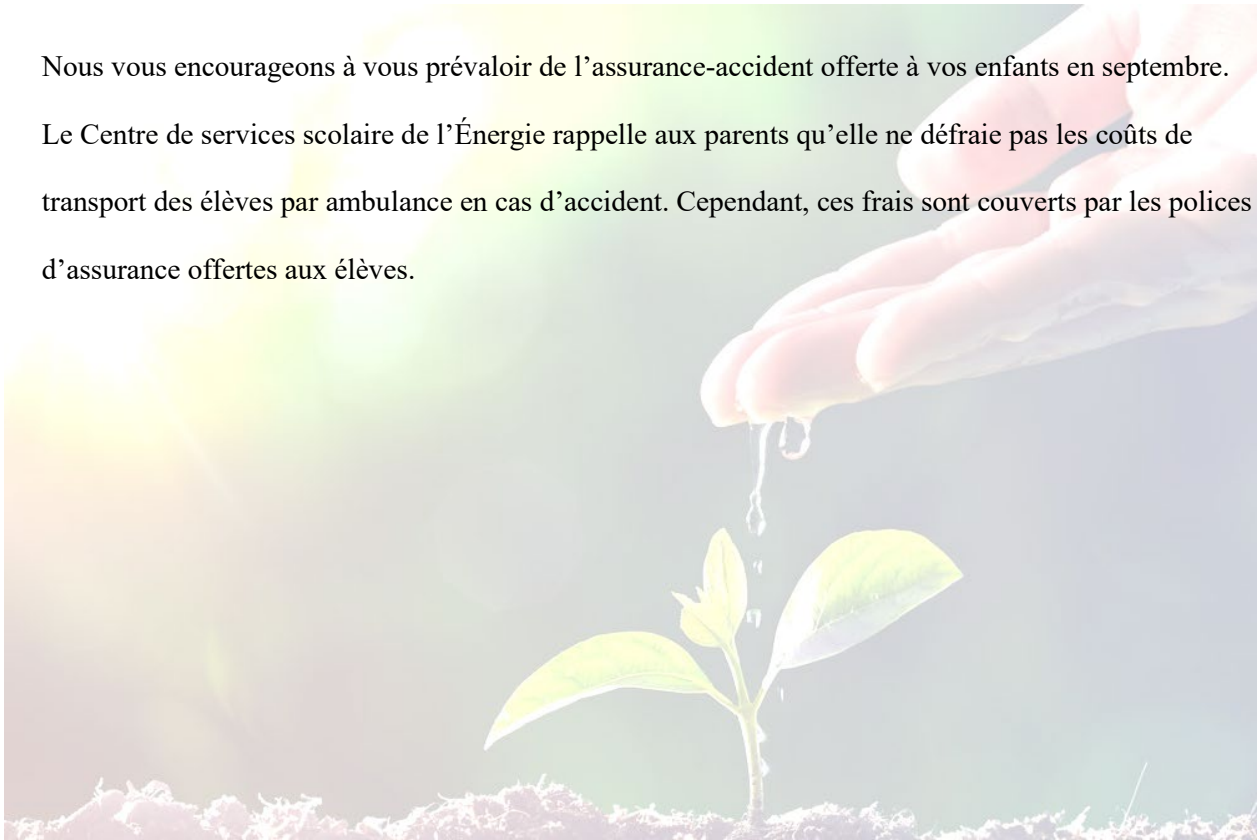 Nous vous encourageons à vous prévaloir de l’assurance-accident offerte à vos enfants en septembre.
Le Centre de services scolaire de l’Énergie rappelle aux parents qu’elle ne défraie pas les coûts de
transport des élèves par ambulance en cas d’accident. Cependant, ces frais sont couverts par les polices
d’assurance offertes aux élèves.